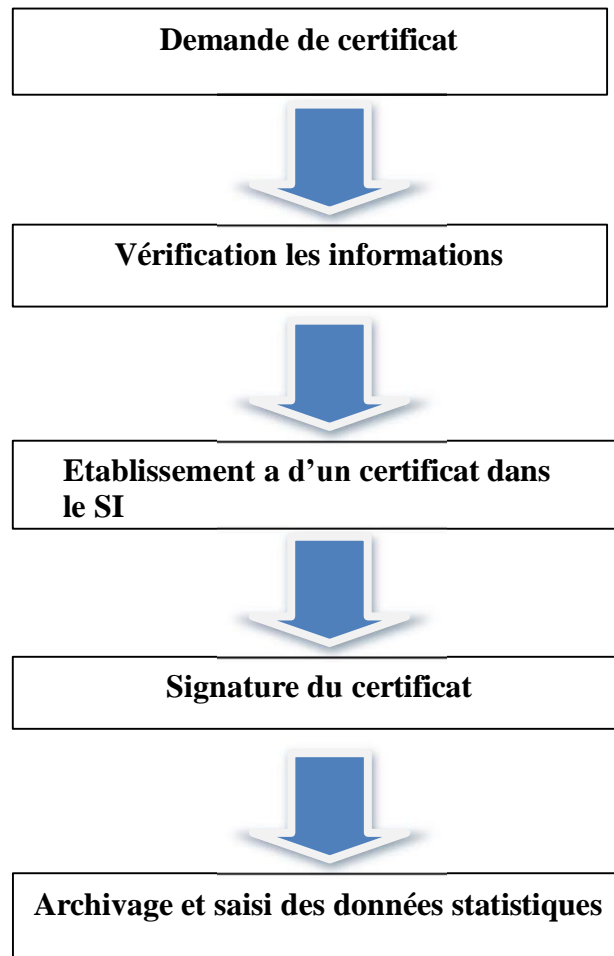 Demande de certificat
Vérification les informations
Etablissement a d’un certificat dans
le SI
Signature du certificat
Archivage et saisi des données statistiques